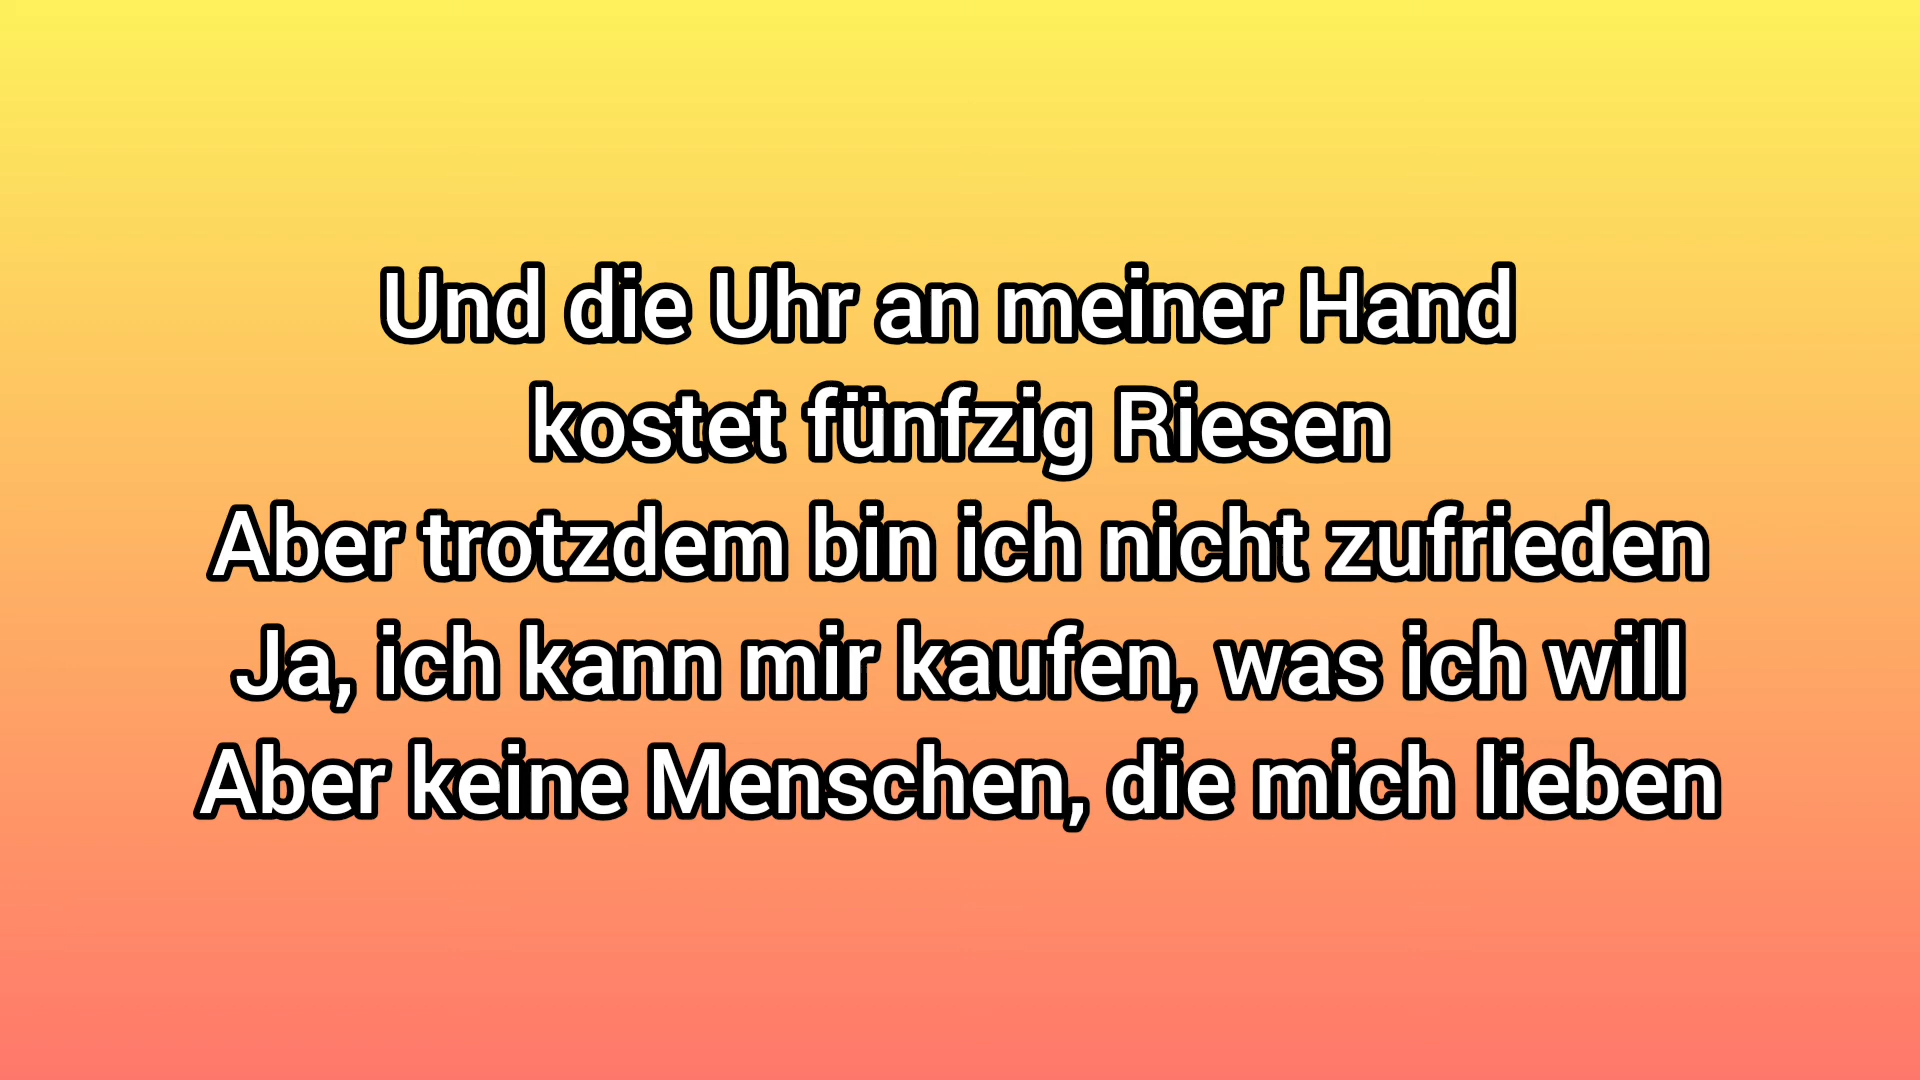 Und die Uhr an meiner Hand
kostet fünfzig Riesen
Aber trotzdem bin ich nicht zufrieden
Ja, ich kann mir kaufen, was ich will
Aber keine Menschen, die mich lieben